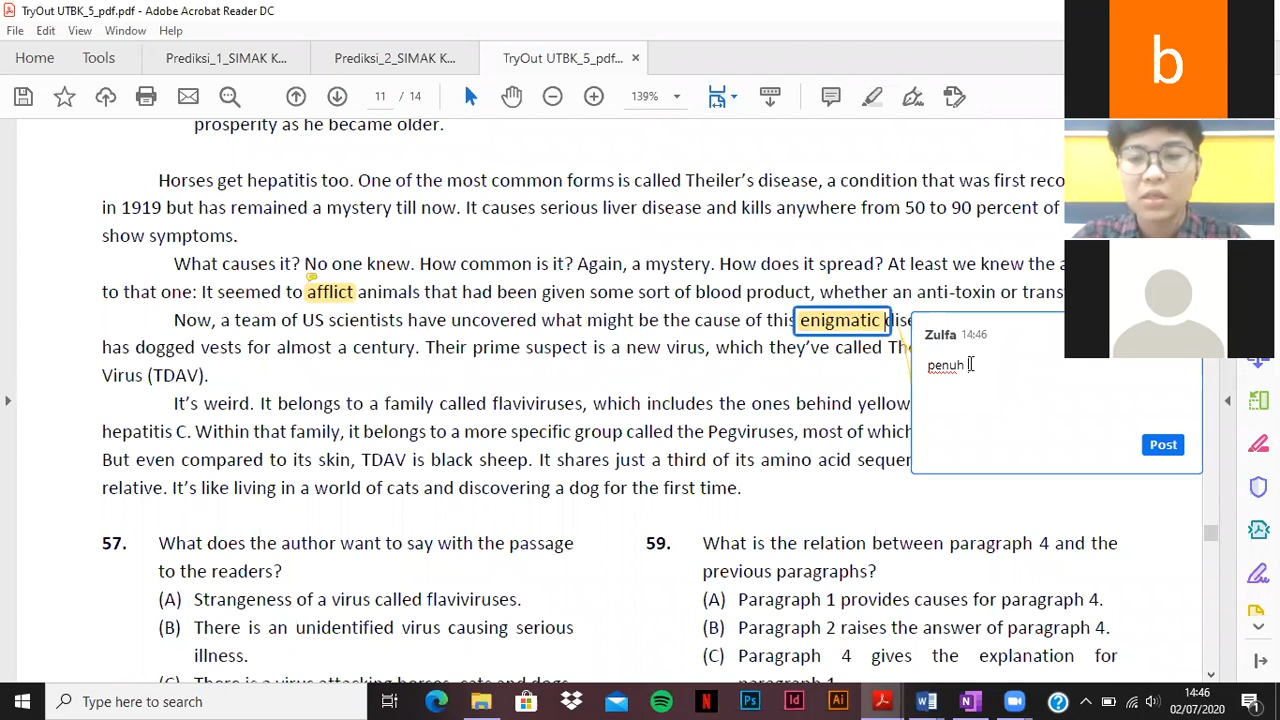 TryOut UTBK_5_pdf.pdf - Adobe Acrobat Reader DC
File Edit View Window Help
Home Tools Prediksi_1_SIMAK K... Prediksi_2_SIMAK K... TryOut UTBK_5_pdf... ×
11 / 14 139%
b
prosperity as he became older.
Horses get hepatitis too. One of the most common forms is called Theiler's disease, a condition that was first reco
in 1919 but has remained a mystery till now. It causes serious liver disease and kills anywhere from 50 to 90 percent of
show symptoms.
What causes it? No one knew. How common is it? Again, a mystery. How does it spread? At least we knew the a
to that one: It seemed to afflict animals that had been given some sort of blood product, whether an anti-toxin or trans
Now, a team of US scientists have uncovered what might be the cause of this enigmatic dise
has dogged vests for almost a century. Their prime suspect is a new virus, which they've called The
Virus (TDAV).
It's weird. It belongs to a family called flaviviruses, which includes the ones behind yellow
hepatitis C. Within that family, it belongs to a more specific group called the Pegviruses, most of which
But even compared to its skin, TDAV is black sheep. It shares just a third of its amino acid sequen
relative. It's like living in a world of cats and discovering a dog for the first time.
Zulfa 14:46
penuh
Post
57. What does the author want to say with the passage
to the readers?
(A) Strangeness of a virus called flaviviruses.
(B) There is an unidentified virus causing serious
illness.
(C) There is a virus attacking horses, cats and dogs
59. What is the relation between paragraph 4 and the
previous paragraphs?
(A) Paragraph 1 provides causes for paragraph 4.
(B) Paragraph 2 raises the answer of paragraph 4.
(C) Paragraph 4 gives the explanation for
paragraph 1
Type here to search
14:46
02/07/2020